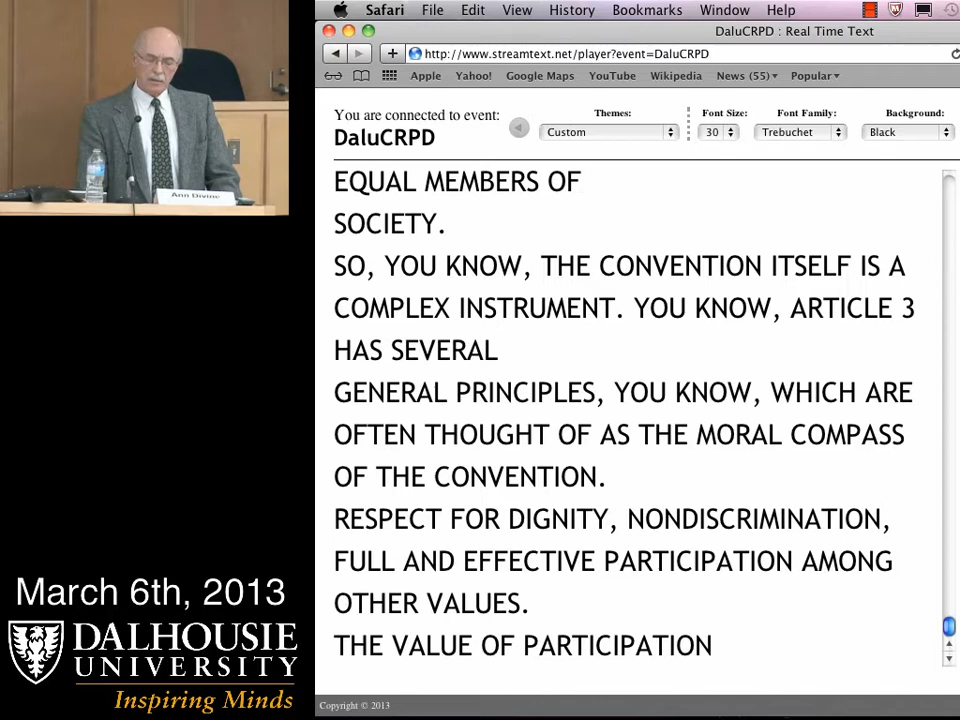 Safari File Edit View History Bookmarks Window Help
DaluCRPD : Real Time Text
http://www.streamtext.net/player?event=DaluCRPD
Apple Yahoo! Google Maps YouTube Wikipedia News (55) Popular
You are connected to event:
DaluCRPD
Themes: Font Size: Font Family: Background:
Custom 30 Trebuchet Black
EQUAL MEMBERS OF
SOCIETY.
SO, YOU KNOW, THE CONVENTION ITSELF IS A
COMPLEX INSTRUMENT. YOU KNOW, ARTICLE 3
HAS SEVERAL
GENERAL PRINCIPLES, YOU KNOW, WHICH ARE
OFTEN THOUGHT OF AS THE MORAL COMPASS
OF THE CONVENTION.
RESPECT FOR DIGNITY, NONDISCRIMINATION,
FULL AND EFFECTIVE PARTICIPATION AMONG
OTHER VALUES.
THE VALUE OF PARTICIPATION
Copyright © 2013
Ann Divine
March 6th, 2013
DALHOUSIE
UNIVERSITY
Inspiring Minds